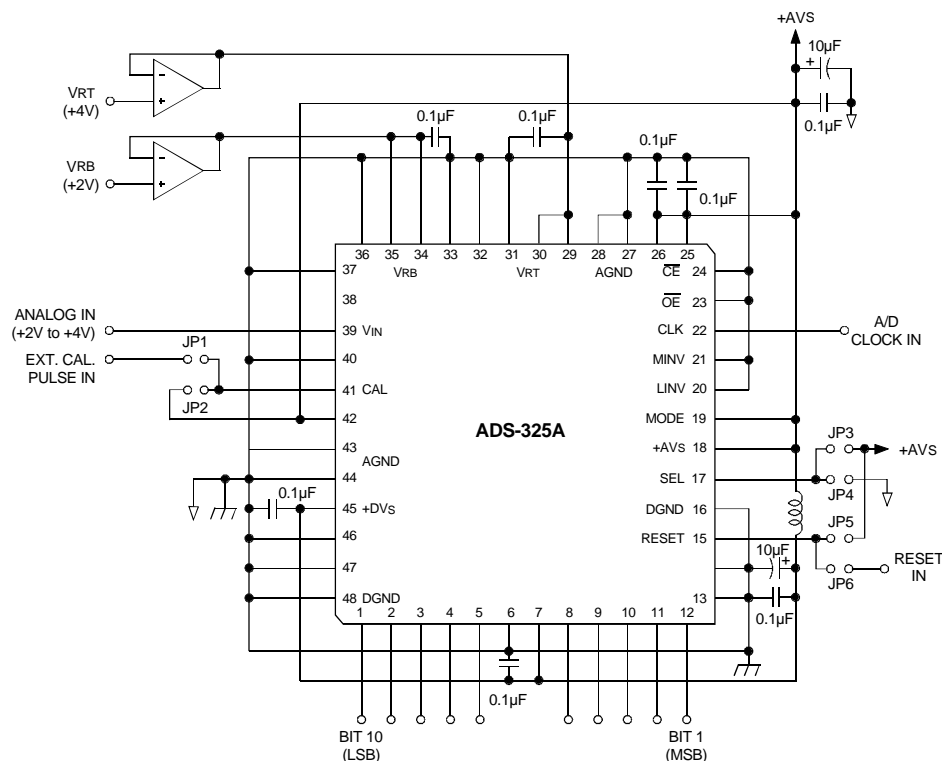 +AVS
10µF
+
0.1µF
VRT
(+4V)
-
+
VRB
(+2V)
-
+
0.1µF
0.1µF
0.1µF
0.1µF
36 35 34 33 32 31 30 29 28 27 26 25
VRB VRT AGND
37
38
39 VIN
40
41 CAL
42
43
AGND
44
45 +DVS
46
47
48 DGND
CE 24
OE 23
CLK 22
MINV 21
LINV 20
MODE 19
+AVS 18
SEL 17
DGND 16
RESET 15
13
ADS-325A
ANALOG IN
(+2V to +4V)
EXT. CAL.
PULSE IN
JP1
JP2
0.1µF
A/D
CLOCK IN
JP3
+AVS
JP4
JP5
JP6
RESET
IN
10µF
+
0.1µF
1 2 3 4 5 6 7 8 9 10 11 12
0.1µF
BIT 10
(LSB)
BIT 1
(MSB)